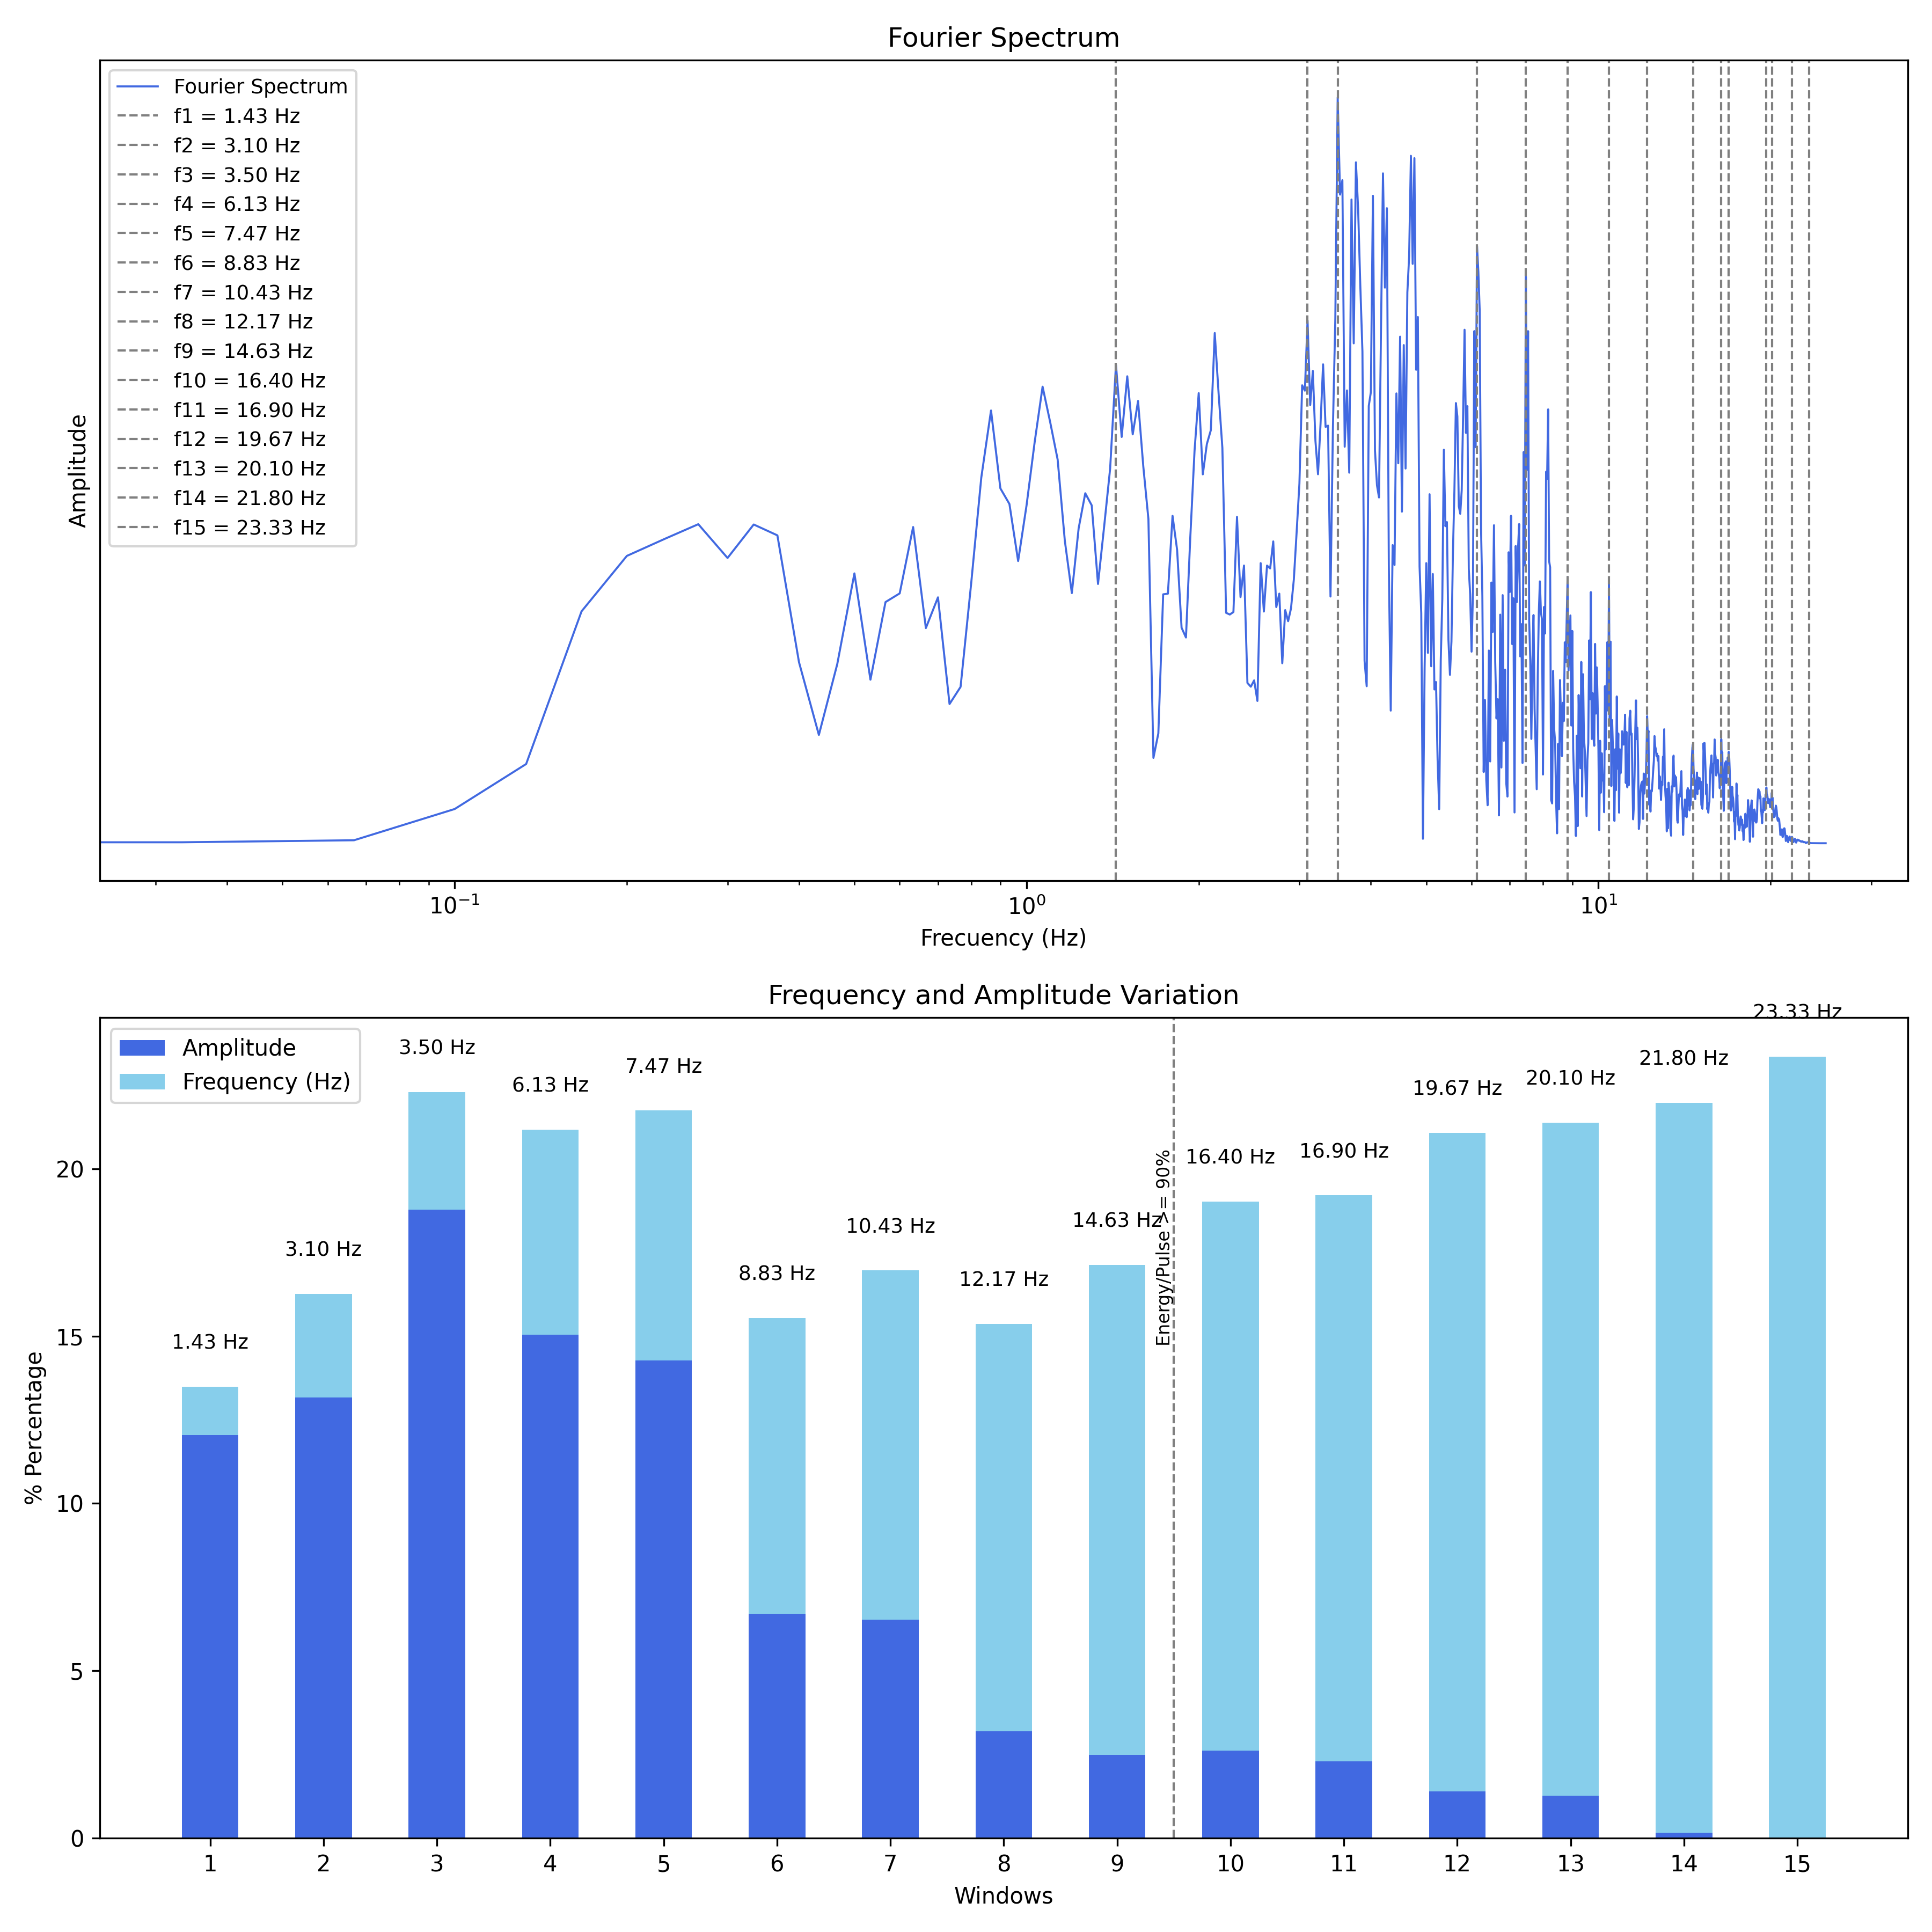 Fourier Spectrum
Fourier Spectrum
f1 = 1.43 Hz
f2 = 3.10 Hz
f3 = 3.50 Hz
f4 = 6.13 Hz
f5 = 7.47 Hz
f6 = 8.83 Hz
f7 = 10.43 Hz
f8 = 12.17 Hz
f9 = 14.63 Hz
f10 = 16.40 Hz
f11 = 16.90 Hz
f12 = 19.67 Hz
f13 = 20.10 Hz
f14 = 21.80 Hz
f15 = 23.33 Hz
Amplitude
10⁻¹ 10⁰ 10¹
Frecuency (Hz)
Frequency and Amplitude Variation
Amplitude
Frequency (Hz)
1.43 Hz
3.10 Hz
3.50 Hz
6.13 Hz
7.47 Hz
8.83 Hz
10.43 Hz
12.17 Hz
14.63 Hz
Energy/Pulse >= 90%
16.40 Hz
16.90 Hz
19.67 Hz
20.10 Hz
21.80 Hz
23.33 Hz
% Percentage
20
15
10
5
0
1 2 3 4 5 6 7 8 9 10 11 12 13 14 15
Windows